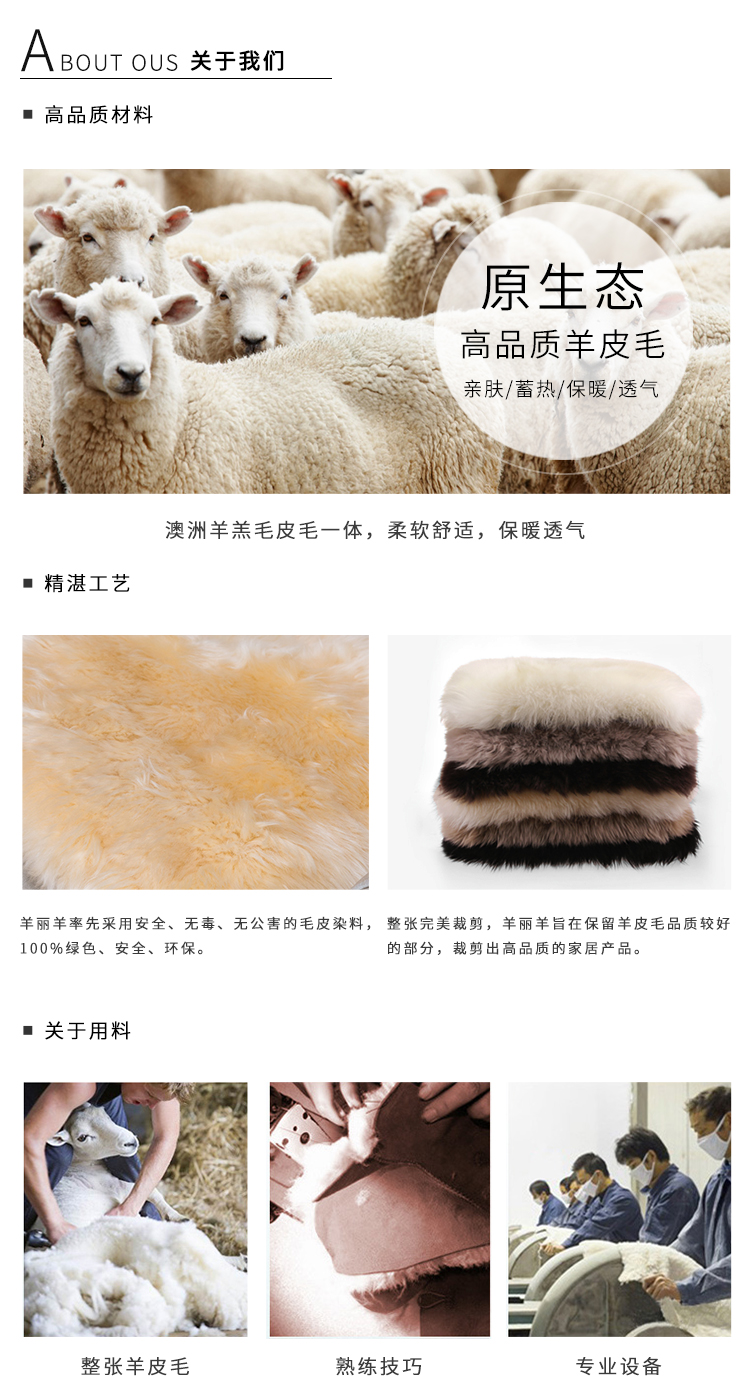 ABOUT OUS 关于我们
高品质材料
原生态
高品质羊皮毛
亲肤/蓄热/保暖/透气
澳洲羊羔毛皮毛一体，柔软舒适，保暖透气
精湛工艺
羊丽羊率先采用安全、无毒、无公害的毛皮染料，
100%绿色、安全、环保。
整张完美裁剪，羊丽羊旨在保留羊皮毛品质较好
的部分，裁剪出高品质的家居产品。
关于用料
整张羊皮毛
熟练技巧
专业设备